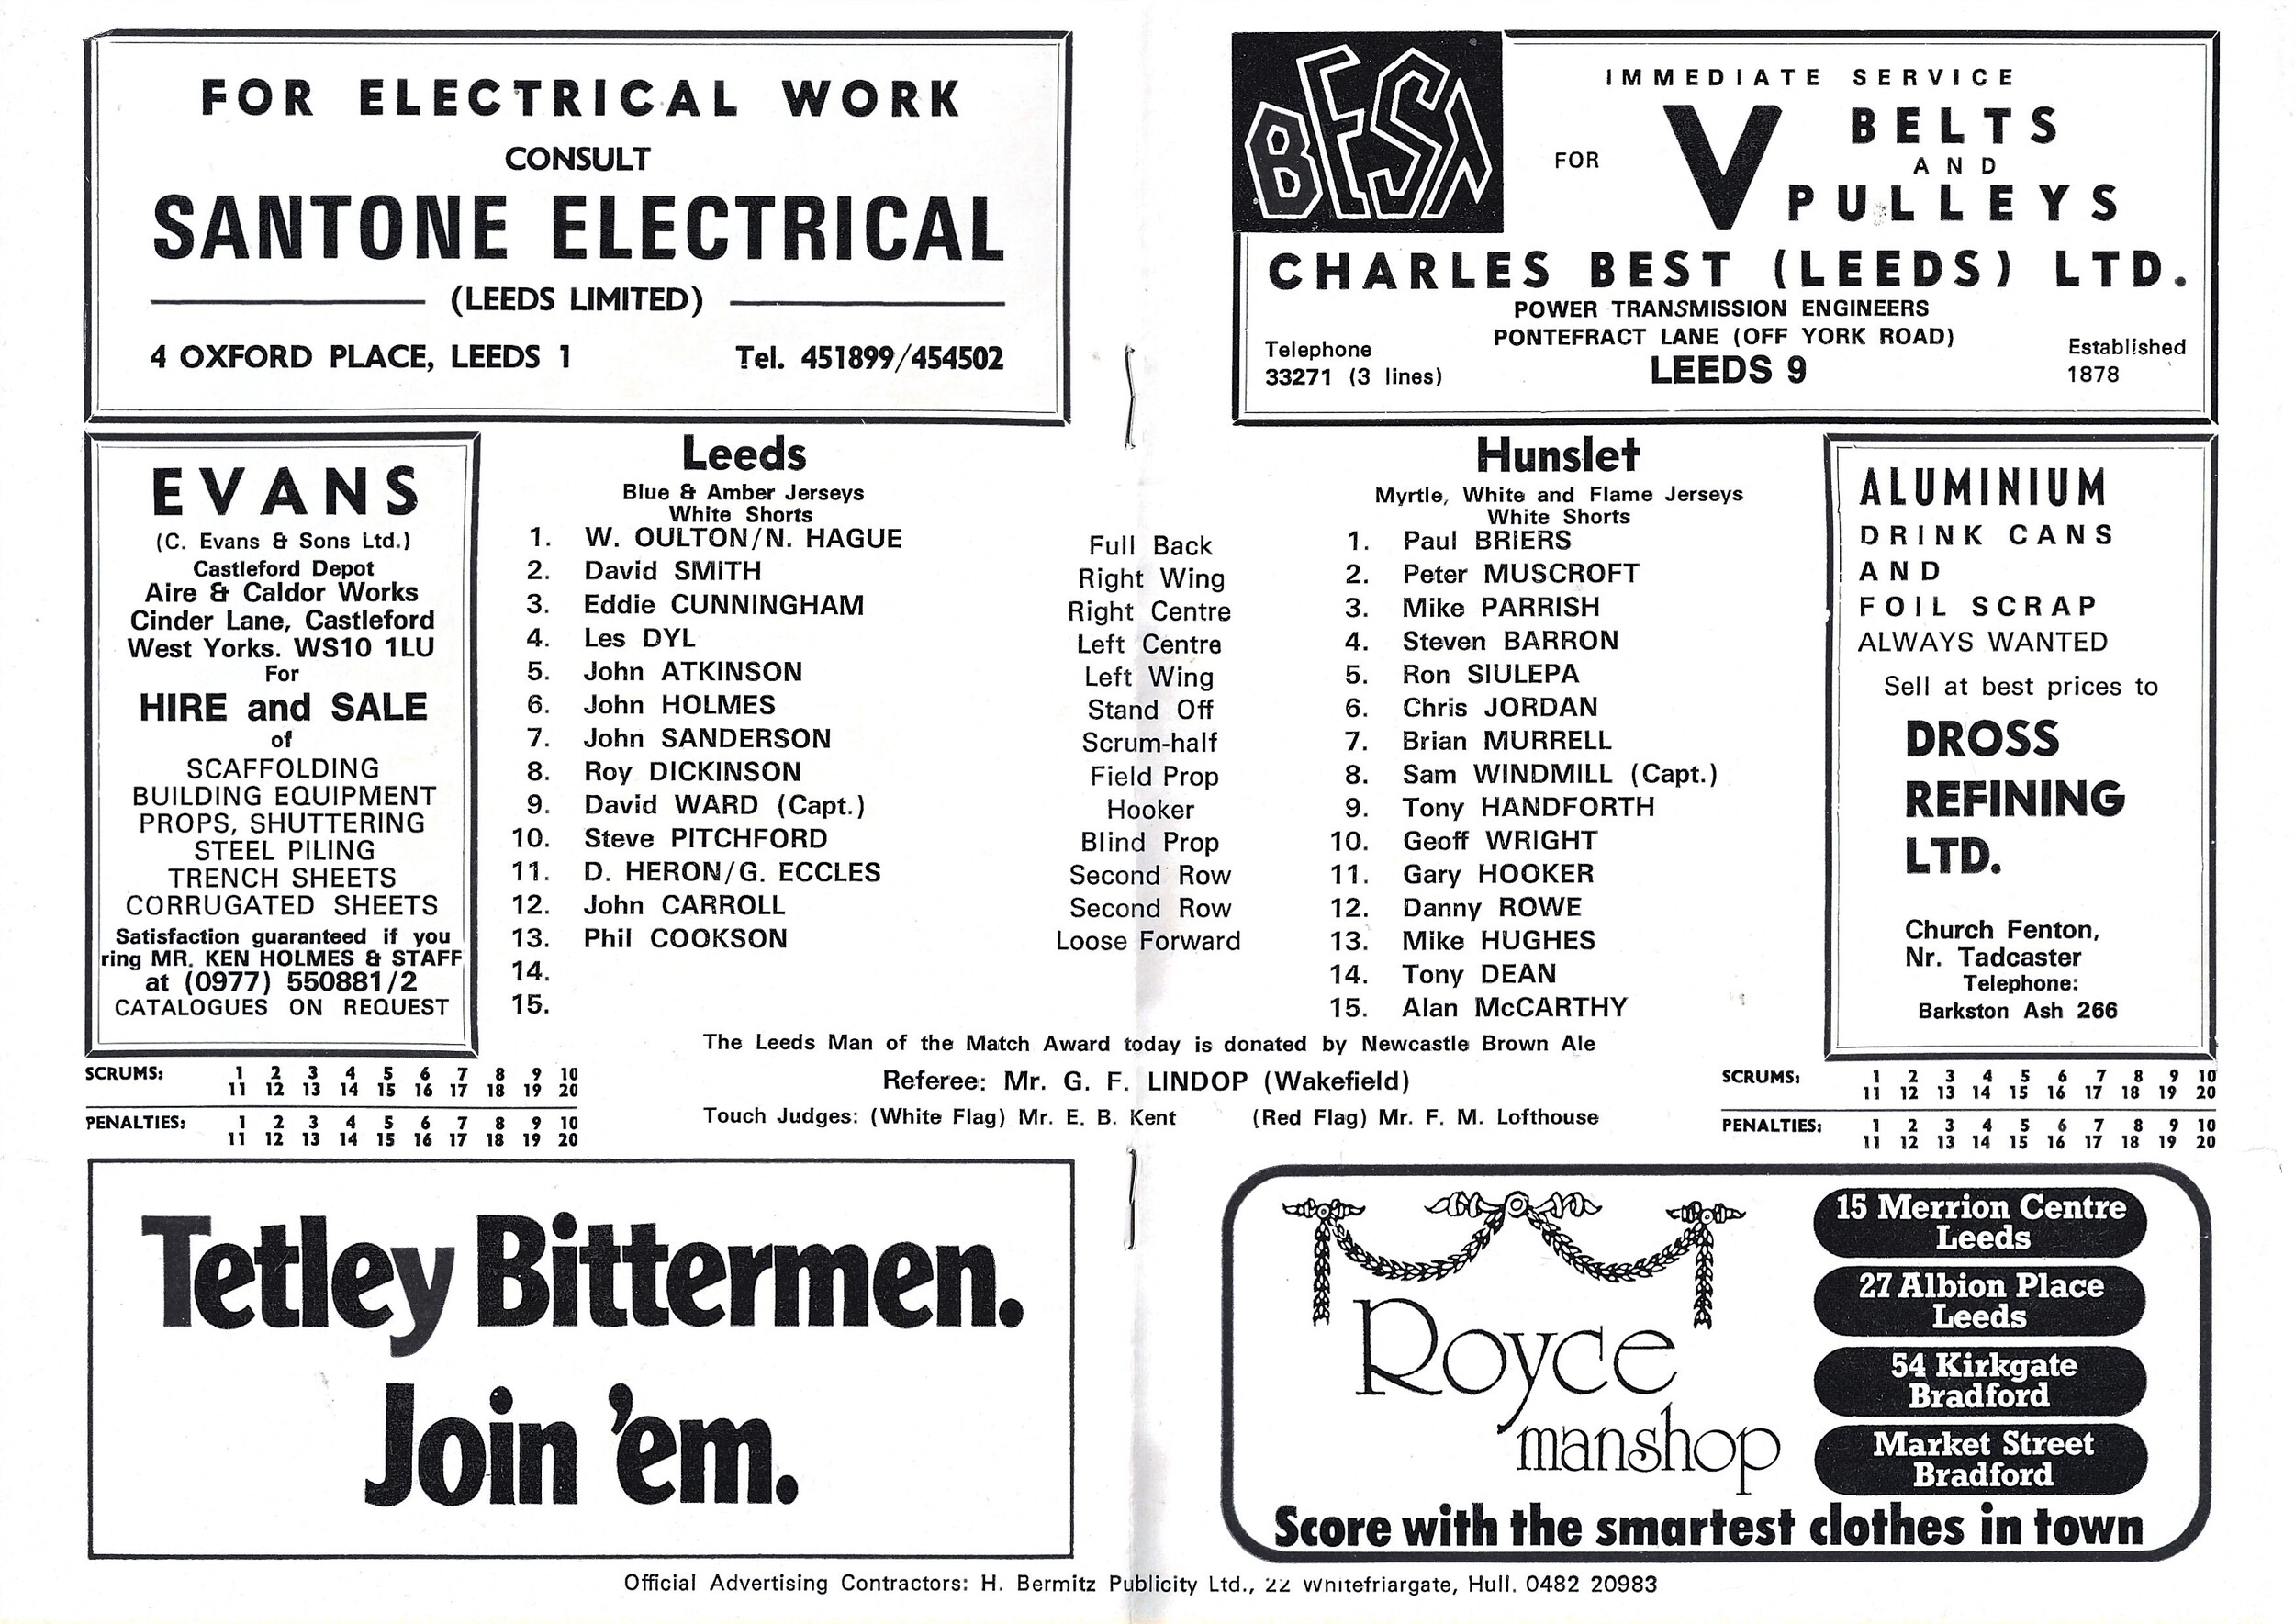 FOR ELECTRICAL WORK
CONSULT
SANTONE ELECTRICAL
(LEEDS LIMITED)
4 OXFORD PLACE, LEEDS 1 Tel. 451899/454502
BEST
IMMEDIATE SERVICE
FOR V BELTS
AND
PULLEYS
CHARLES BEST (LEEDS) LTD.
POWER TRANSMISSION ENGINEERS
PONTEFRACT LANE (OFF YORK ROAD)
LEEDS 9
Telephone
33271 (3 lines)
Established
1878
EVANS
(C. Evans & Sons Ltd.)
Castleford Depot
Aire & Caldor Works
Cinder Lane, Castleford
West Yorks. WS10 1LU
For
HIRE and SALE
of
SCAFFOLDING
BUILDING EQUIPMENT
PROPS, SHUTTERING
STEEL PILING
TRENCH SHEETS
CORRUGATED SHEETS
Satisfaction guaranteed if you
ring MR. KEN HOLMES & STAFF
at (0977) 550881/2
CATALOGUES ON REQUEST
Leeds
Blue & Amber Jerseys
White Shorts
1. W. OULTON/N. HAGUE
2. David SMITH
3. Eddie CUNNINGHAM
4. Les DYL
5. John ATKINSON
6. John HOLMES
7. John SANDERSON
8. Roy DICKINSON
9. David WARD (Capt.)
10. Steve PITCHFORD
11. D. HERON/G. ECCLES
12. John CARROLL
13. Phil COOKSON
14.
15.
Full Back
Right Wing
Right Centre
Left Centre
Left Wing
Stand Off
Scrum-half
Field Prop
Hooker
Blind Prop
Second Row
Second Row
Loose Forward
Hunslet
Myrtle, White and Flame Jerseys
White Shorts
1. Paul BRIERS
2. Peter MUSCROFT
3. Mike PARRISH
4. Steven BARRON
5. Ron SIULEPA
6. Chris JORDAN
7. Brian MURRELL
8. Sam WINDMILL (Capt.)
9. Tony HANDFORTH
10. Geoff WRIGHT
11. Gary HOOKER
12. Danny ROWE
13. Mike HUGHES
14. Tony DEAN
15. Alan McCARTHY
ALUMINIUM
DRINK CANS
AND
FOIL SCRAP
ALWAYS WANTED
Sell at best prices to
DROSS
REFINING
LTD.
Church Fenton,
Nr. Tadcaster
Telephone:
Barkston Ash 266
The Leeds Man of the Match Award today is donated by Newcastle Brown Ale
Referee: Mr. G. F. LINDOP (Wakefield)
Touch Judges: (White Flag) Mr. E. B. Kent (Red Flag) Mr. F. M. Lofthouse
SCRUMS: 1 2 3 4 5 6 7 8 9 10
11 12 13 14 15 16 17 18 19 20
PENALTIES: 1 2 3 4 5 6 7 8 9 10
11 12 13 14 15 16 17 18 19 20
SCRUMS: 1 2 3 4 5 6 7 8 9 10
11 12 13 14 15 16 17 18 19 20
PENALTIES: 1 2 3 4 5 6 7 8 9 10
11 12 13 14 15 16 17 18 19 20
Tetley Bittermen.
Join 'em.
Royce
manshop
15 Merrion Centre
Leeds
27 Albion Place
Leeds
54 Kirkgate
Bradford
Market Street
Bradford
Score with the smartest clothes in town
Official Advertising Contractors: H. Bermitz Publicity Ltd., 22 Whitefriargate, Hull. 0482 20983